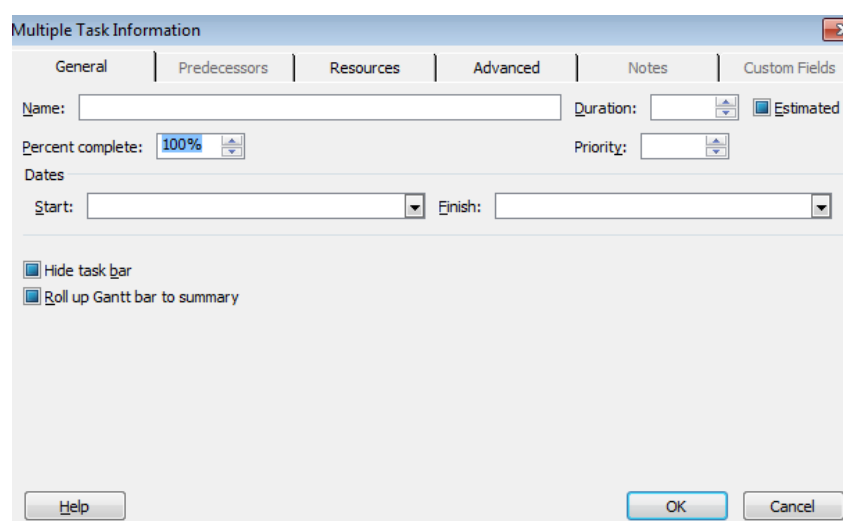 Multiple Task Information
General Predecessors Resources Advanced Notes Custom Fields
Name: Duration: Estimated
Percent complete: 100% Priority:
Dates
Start: Finish:
Hide task bar
Roll up Gantt bar to summary
Help OK Cancel